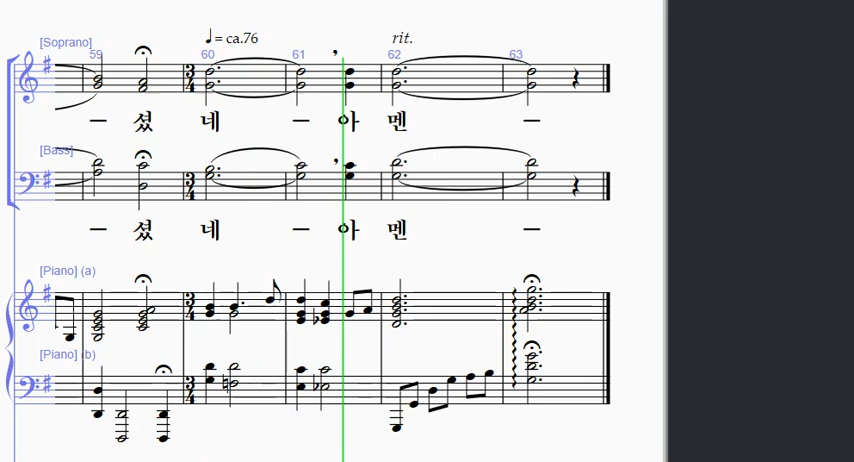 ♩= ca.76 rit.
[Soprano] 59 60 61 62 63
– 셨 네 – 아 멘 –
[Bass]
– 셨 네 – 아 멘 –
[Piano] (a)
[Piano] (b)